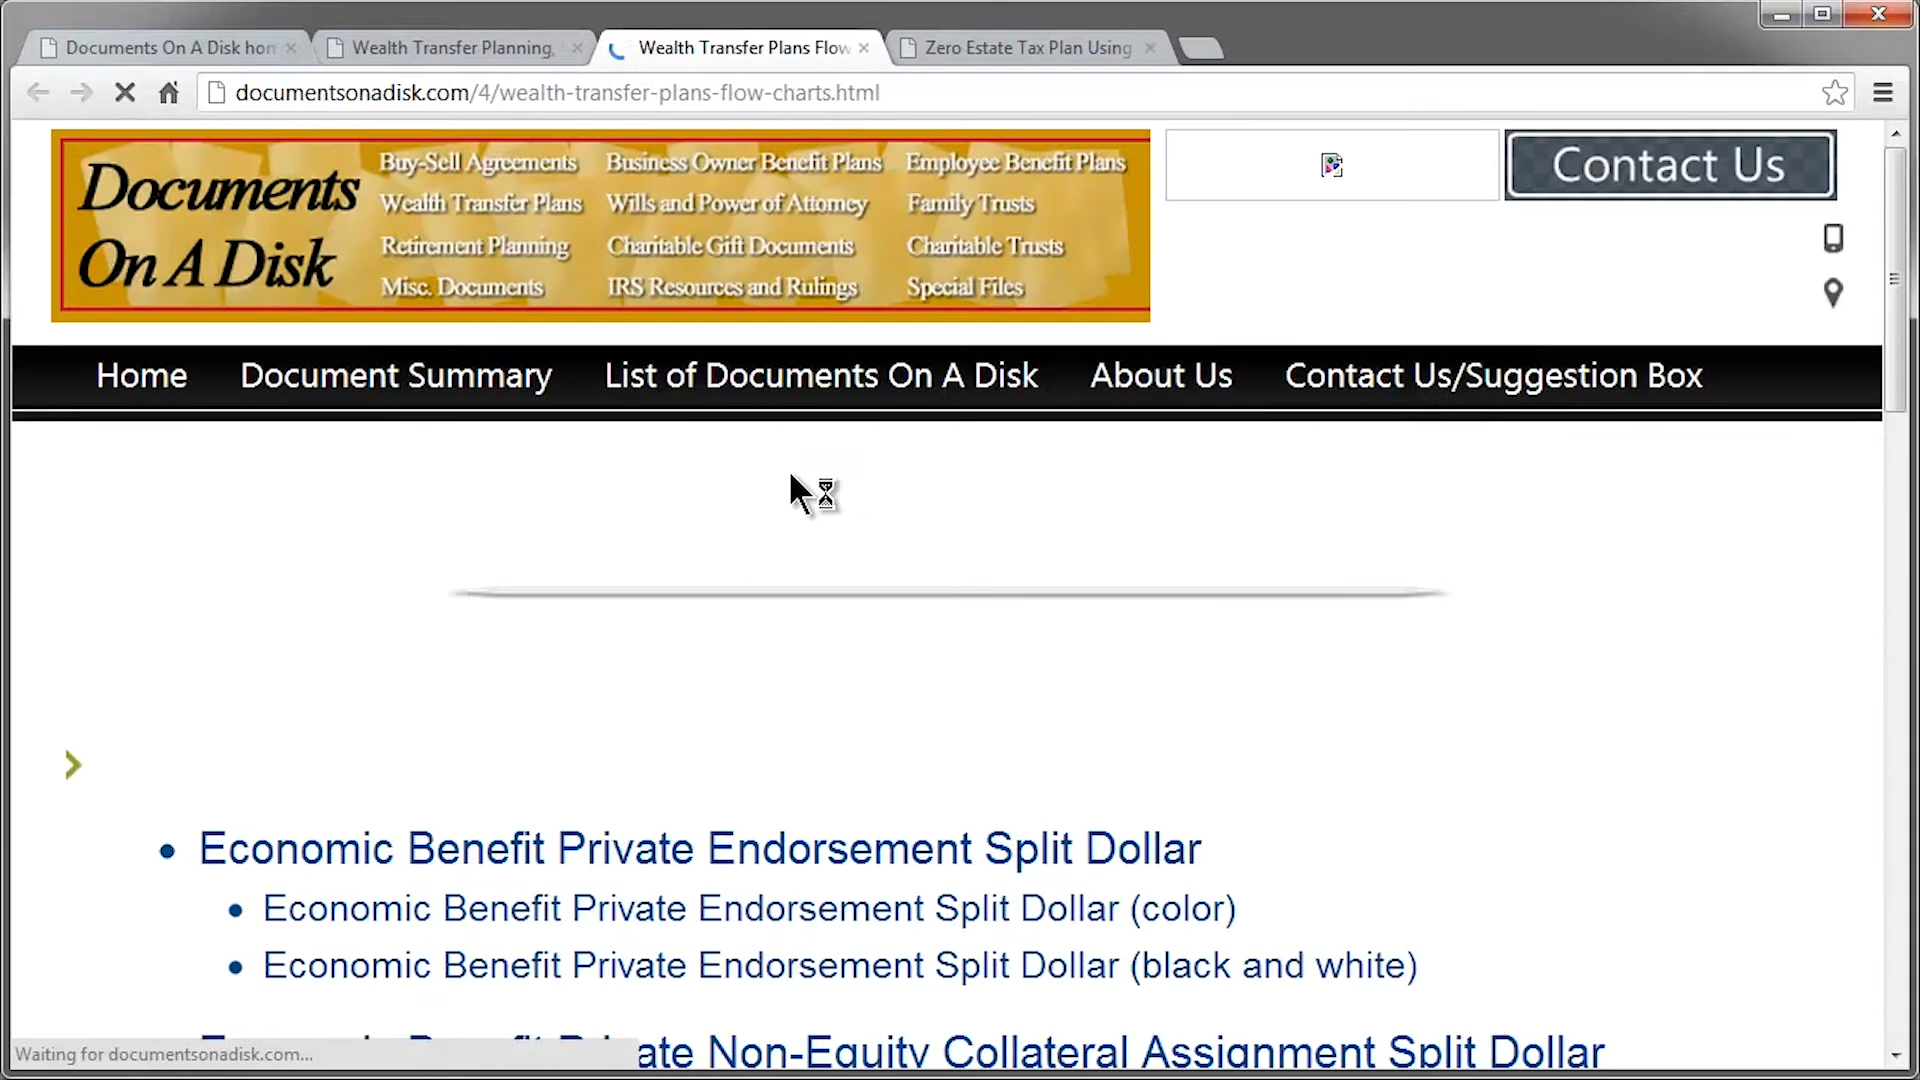 Documents On A Disk hon
Wealth Transfer Planning,
Wealth Transfer Plans Flow
Zero Estate Tax Plan Using
documentsonadisk.com/4/wealth-transfer-plans-flow-charts.html
Documents
On A Disk
Buy-Sell Agreements Business Owner Benefit Plans Employee Benefit Plans
Wealth Transfer Plans Wills and Power of Attorney Family Trusts
Retirement Planning Charitable Gift Documents Charitable Trusts
Misc. Documents IRS Resources and Rulings Special Files
Contact Us
Home Document Summary List of Documents On A Disk About Us Contact Us/Suggestion Box
Economic Benefit Private Endorsement Split Dollar
Economic Benefit Private Endorsement Split Dollar (color)
Economic Benefit Private Endorsement Split Dollar (black and white)
ate Non-Equity Collateral Assignment Split Dollar
Waiting for documentsonadisk.com...